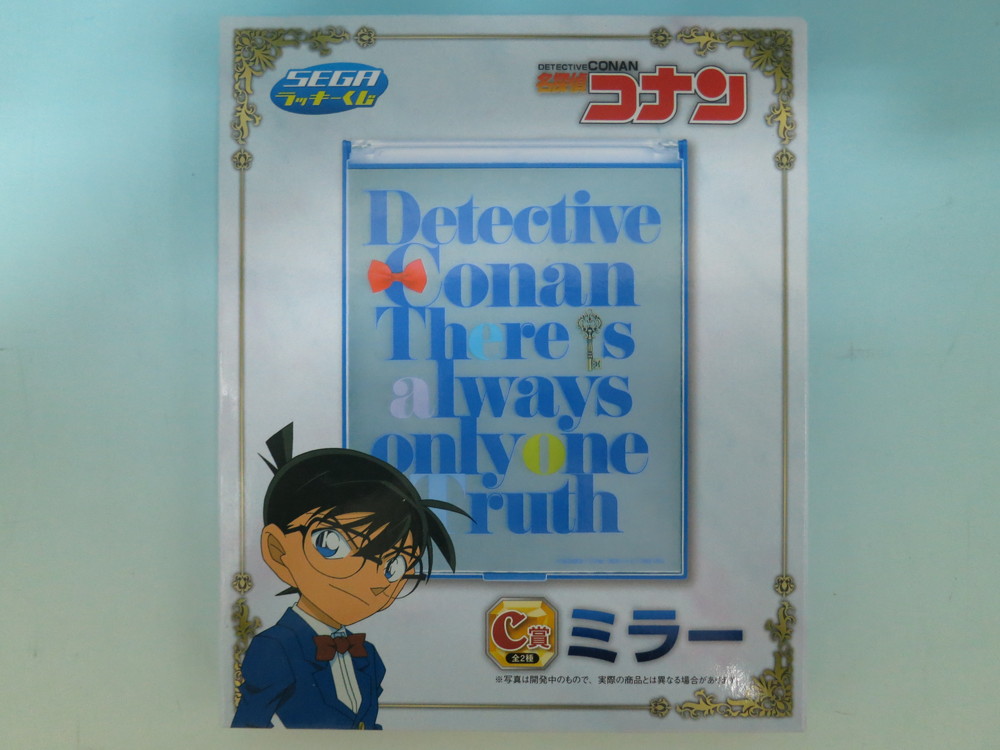 SEGA
ラッキーくじ
DETECTIVE CONAN
名探偵
コナン
Detective
Conan
There is
always
only one
Truth
C賞
全2種
ミラー
※写真は開発中のもので、実際の商品とは異なる場合があります